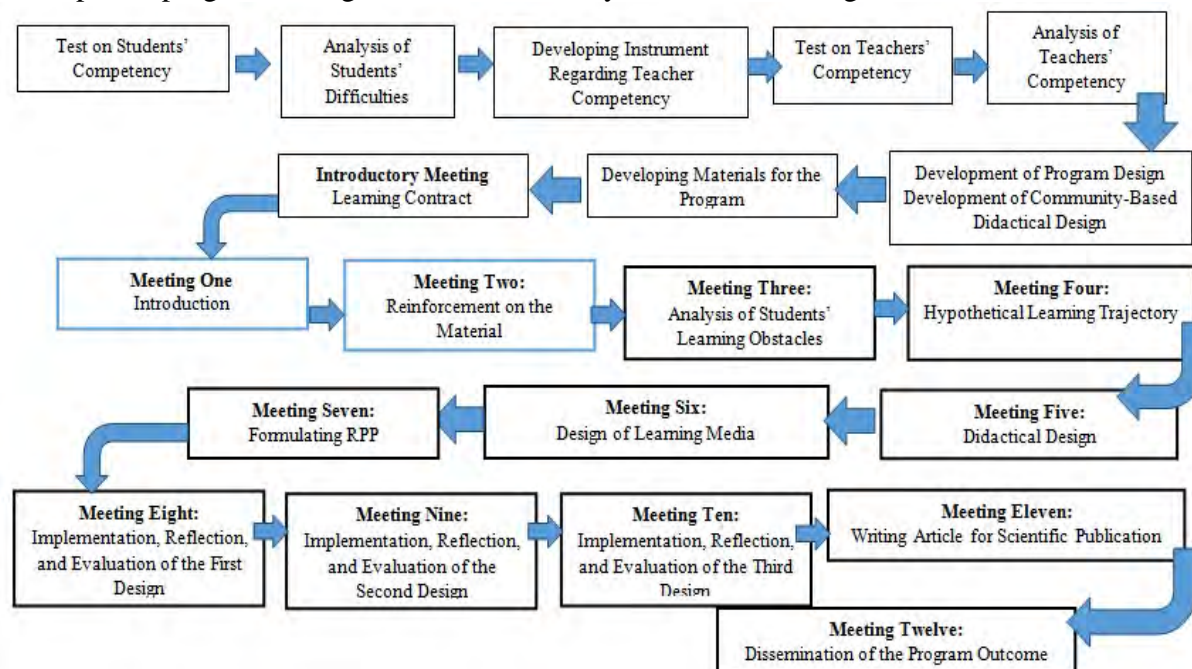 program
Test on Students'
Competency
Analysis of
Students'
Difficulties
Developing Instrument
Regarding Teacher
Competency
Test on Teachers'
Competency
Analysis of
Teachers'
Competency
Development of Program Design
Development of Community-Based
Didactical Design
Developing Materials for the
Program
Introductory Meeting
Learning Contract
Meeting One
Introduction
Meeting Two:
Reinforcement on the
Material
Meeting Three:
Analysis of Students'
Learning Obstacles
Meeting Four:
Hypothetical Learning Trajectory
Meeting Five:
Didactical Design
Meeting Six:
Design of Learning Media
Meeting Seven:
Formulating RPP
Meeting Eight:
Implementation, Reflection,
and Evaluation of the First
Design
Meeting Nine:
Implementation, Reflection,
and Evaluation of the
Second Design
Meeting Ten:
Implementation, Reflection,
and Evaluation of the Third
Design
Meeting Eleven:
Writing Article for Scientific Publication
Meeting Twelve:
Dissemination of the Program Outcome